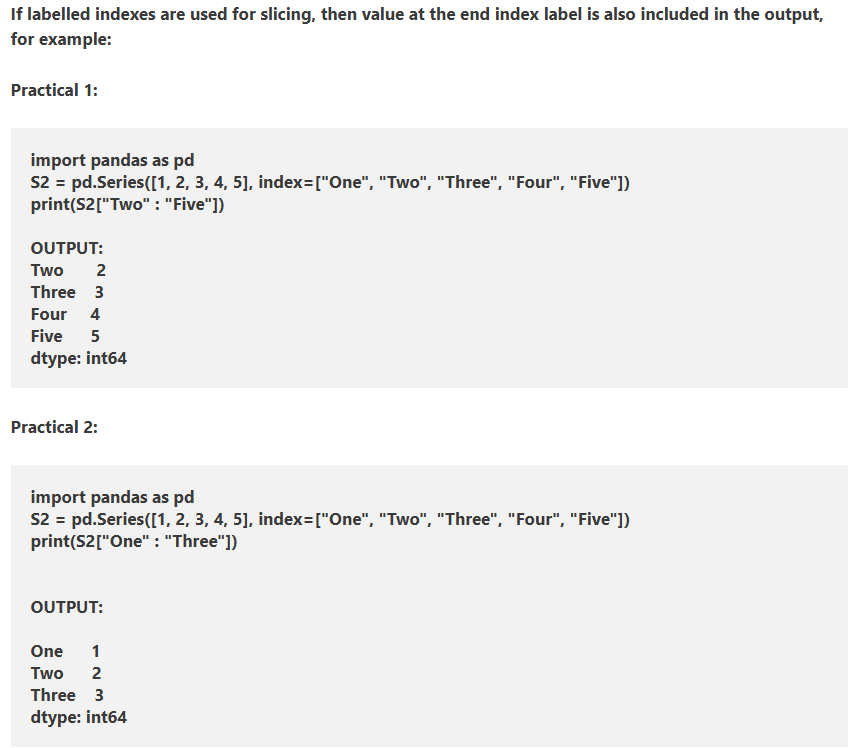 If labelled indexes are used for slicing, then value at the end index label is also included in the output,
for example:
Practical 1:
import pandas as pd
S2 = pd.Series([1, 2, 3, 4, 5], index=["One", "Two", "Three", "Four", "Five"])
print(S2["Two" : "Five"])
OUTPUT:
Two 2
Three 3
Four 4
Five 5
dtype: int64
Practical 2:
import pandas as pd
S2 = pd.Series([1, 2, 3, 4, 5], index=["One", "Two", "Three", "Four", "Five"])
print(S2["One" : "Three"])
OUTPUT:
One 1
Two 2
Three 3
dtype: int64